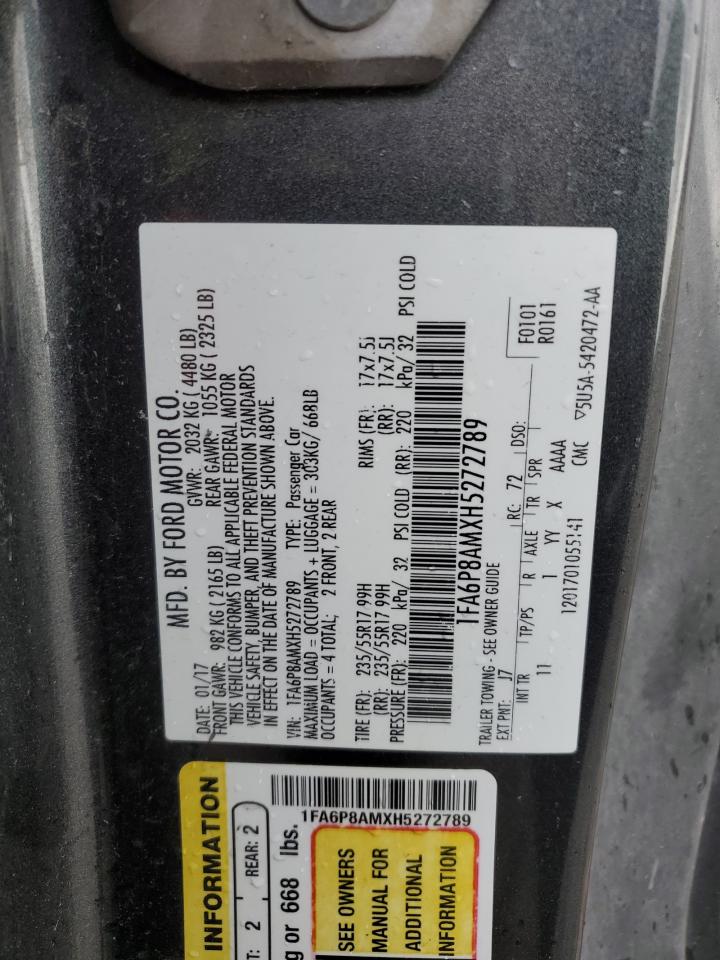 MFD. BY FORD MOTOR CO.
DATE: 01/17 GVWR: 2032 KG ( 4480 LB)
FRONT GAWR: 982 KG ( 2165 LB) REAR GAWR: 1055 KG ( 2325 LB)
THIS VEHICLE CONFORMS TO ALL APPLICABLE FEDERAL MOTOR
VEHICLE SAFETY, BUMPER, AND THEFT PREVENTION STANDARDS
IN EFFECT ON THE DATE OF MANUFACTURE SHOWN ABOVE.
VIN: 1FA6P8AMXH5272789 TYPE: Passenger Car
MAXIMUM LOAD = OCCUPANTS + LUGGAGE = 303KG/ 668LB
OCCUPANTS = 4 TOTAL: 2 FRONT, 2 REAR
TIRE (FR): 235/55R17 99H RIMS (FR): 17x7.5J
(RR): 235/55R17 99H (RR): 17x7.5J
PRESSURE (FR): 220 kPa/ 32 PSI COLD (RR): 220 kPa/ 32 PSI COLD
1FA6P8AMXH5272789
TRAILER TOWING - SEE OWNER GUIDE
EXT PNT: J7 RC: 72 DSO: F0101
R0161
INT TR TP/PS R AXLE TR SPR
11 1 YY X AAAA
CMC ▽5U5A-5420472-AA
INFORMATION
2 REAR: 2
or 668 lbs.
1FA6P8AMXH5272789
SEE OWNERS
MANUAL FOR
ADDITIONAL
INFORMATION